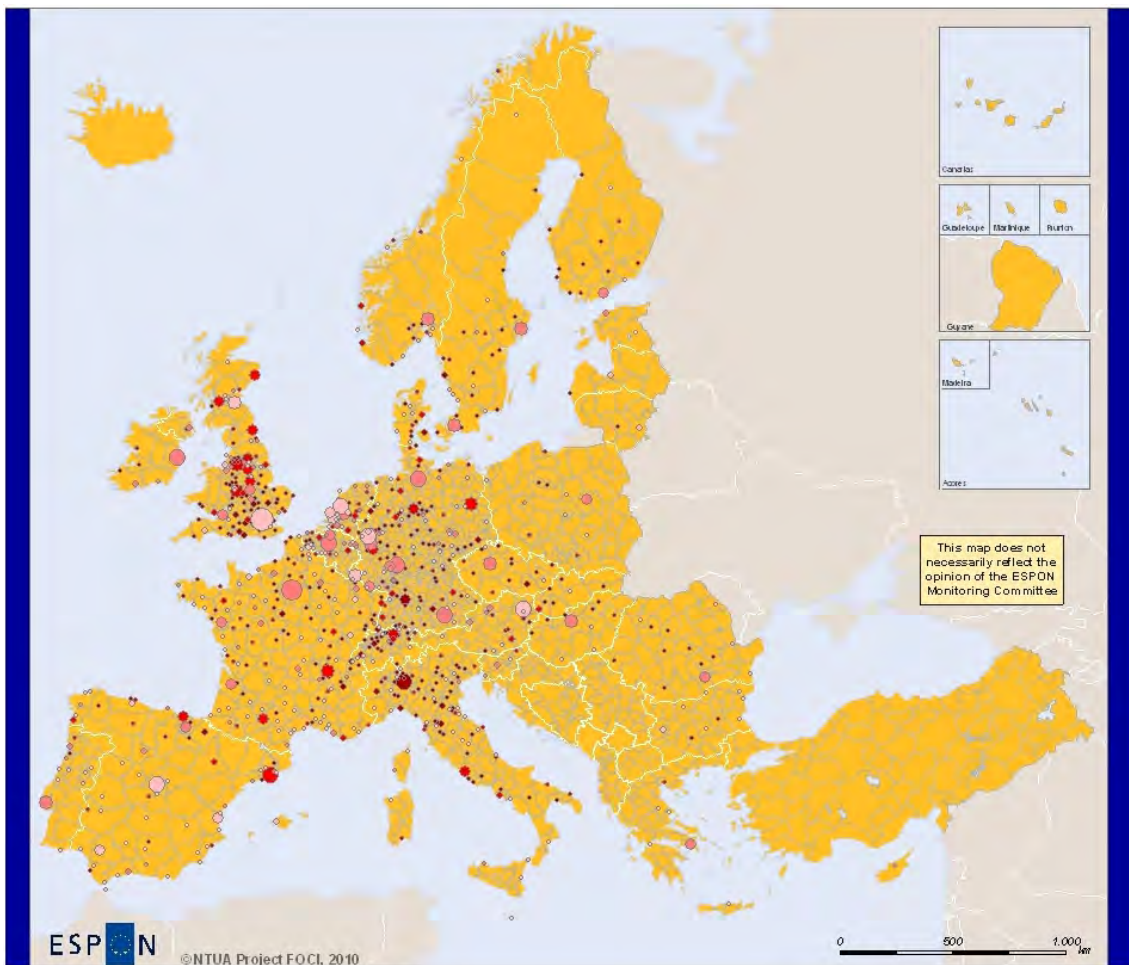 Canarias
Guadeloupe
Martinique
Réunion
Guyane
Madeira
Acores
This map does not
necessarily reflect the
opinion of the ESPON
Monitoring Committee
ESPON
©NTUA Project FOCI, 2010
0
500
1.000
km